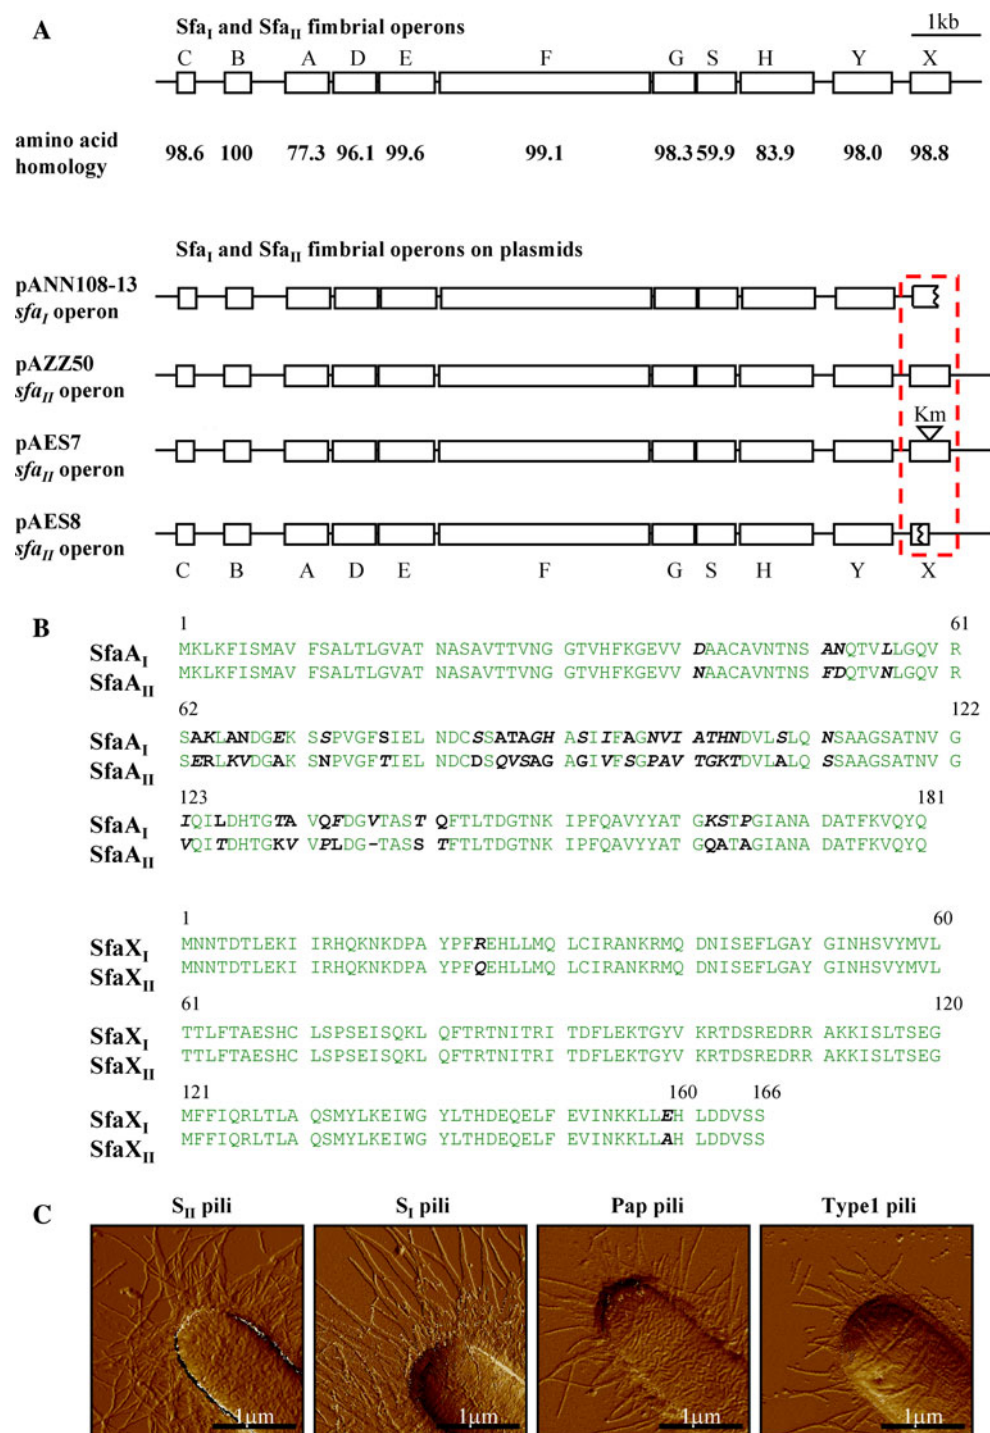 A
Sfa_I and Sfa_II fimbrial operons
1kb
C B A D E F G S H Y X
amino acid
homology
98.6 100 77.3 96.1 99.6 99.1 98.3 59.9 83.9 98.0 98.8
Sfa_I and Sfa_II fimbrial operons on plasmids
pANN108-13
sfa_I operon
pAZZ50
sfa_II operon
Km
pAES7
sfa_II operon
pAES8
sfa_II operon
C B A D E F G S H Y X
B
1 61
SfaA_I MKLKFISMAV FSALTLGVAT NASAVTTVNG GTVHFKGEVV DAACAVNTNS ANQTVLLGQV R
SfaA_II MKLKFISMAV FSALTLGVAT NASAVTTVNG GTVHFKGEVV NAACAVNTNS FDQTVNLGQV R
62 122
SfaA_I SAKLANDGEK SSPVGFSIEL NDCSSATAGH ASIIFAGNVI ATHNDVLSLQ NSAAGSATNV G
SfaA_II SERLKVDGAK SNPVGFTIEL NDCDSQVSAG AGIVFSGPAV TGKTDVLALQ SSAAGSATNV G
123 181
SfaA_I IQILDHTGTA VQFDGVTAST QFTLTDGTNK IPFQAVYYAT GKSTPGIANA DATFKVQYQ
SfaA_II VQITDHTGKV VPLDG-TASS TFTLTDGTNK IPFQAVYYAT GQATAGIANA DATFKVQYQ
1 60
SfaX_I MNNTDTLEKI IRHQKNKDPA YPFREHLLMQ LCIRANKRMQ DNISEFLGAY GINHSVYMVL
SfaX_II MNNTDTLEKI IRHQKNKDPA YPFQEHLLMQ LCIRANKRMQ DNISEFLGAY GINHSVYMVL
61 120
SfaX_I TTLFTAESHC LSPSEISQKL QFTRTNITRI TDFLEKTGYV KRTDSREDRR AKKISLTSEG
SfaX_II TTLFTAESHC LSPSEISQKL QFTRTNITRI TDFLEKTGYV KRTDSREDRR AKKISLTSEG
121 160 166
SfaX_I MFFIQRLTLA QSMYLKEIWG YLTHDEQELF EVINKKLLEH LDDVSS
SfaX_II MFFIQRLTLA QSMYLKEIWG YLTHDEQELF EVINKKLLAH LDDVSS
C
S_II pili S_I pili Pap pili Type1 pili
1µm 1µm 1µm 1µm